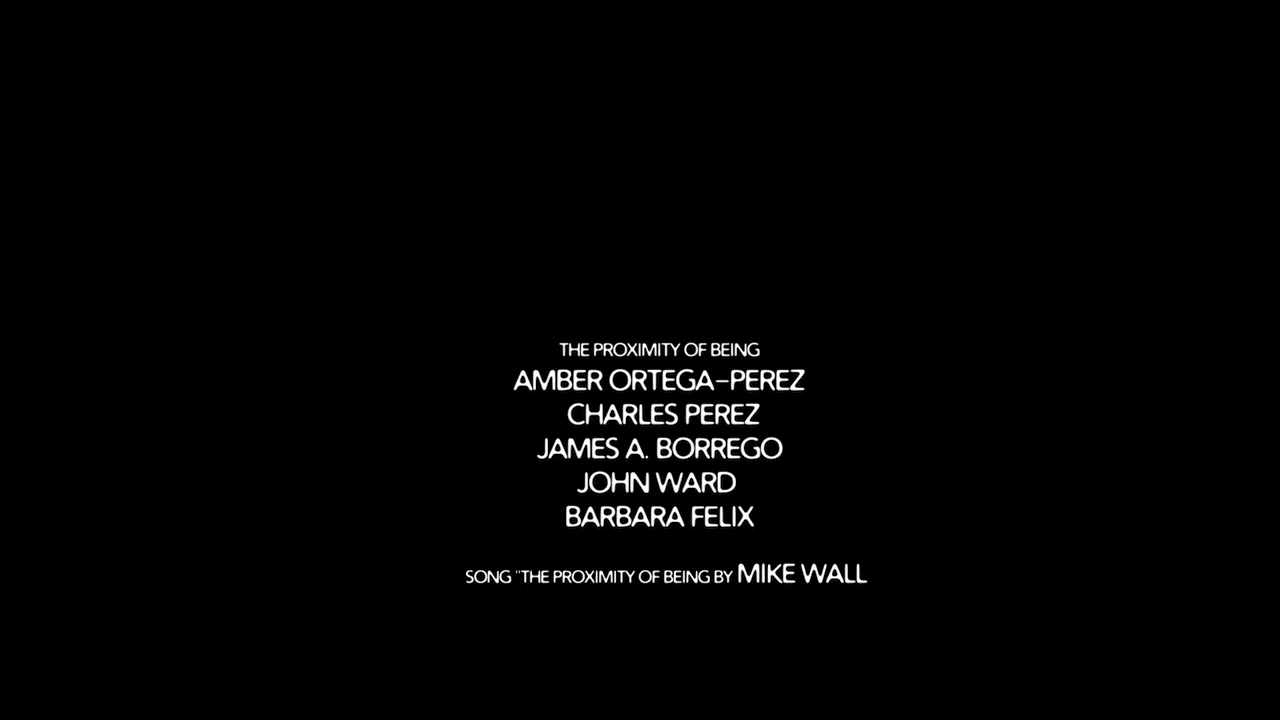 THE PROXIMITY OF BEING
AMBER ORTEGA-PEREZ
CHARLES PEREZ
JAMES A. BORREGO
JOHN WARD
BARBARA FELIX
SONG "THE PROXIMITY OF BEING BY MIKE WALL